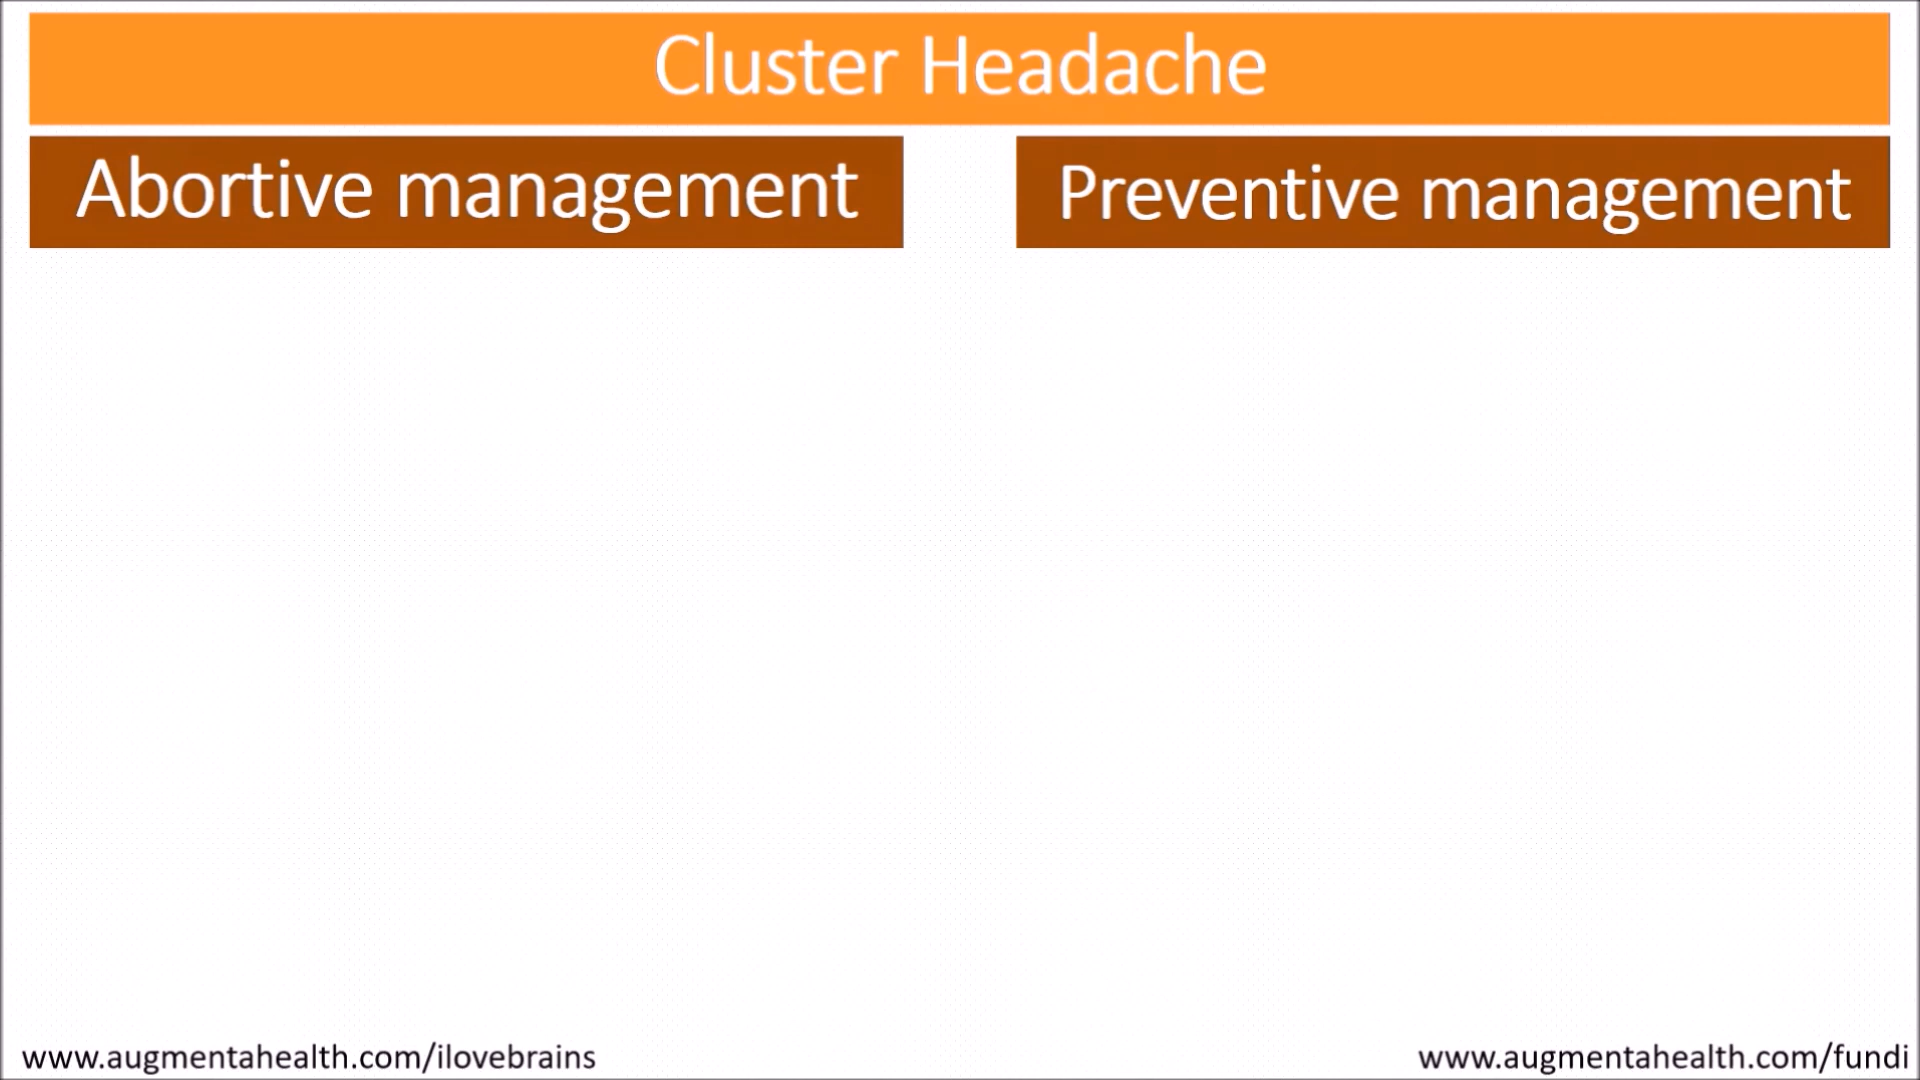 Cluster Headache
Abortive management
Preventive management
www.augmentahealth.com/ilovebrains
www.augmentahealth.com/fundi